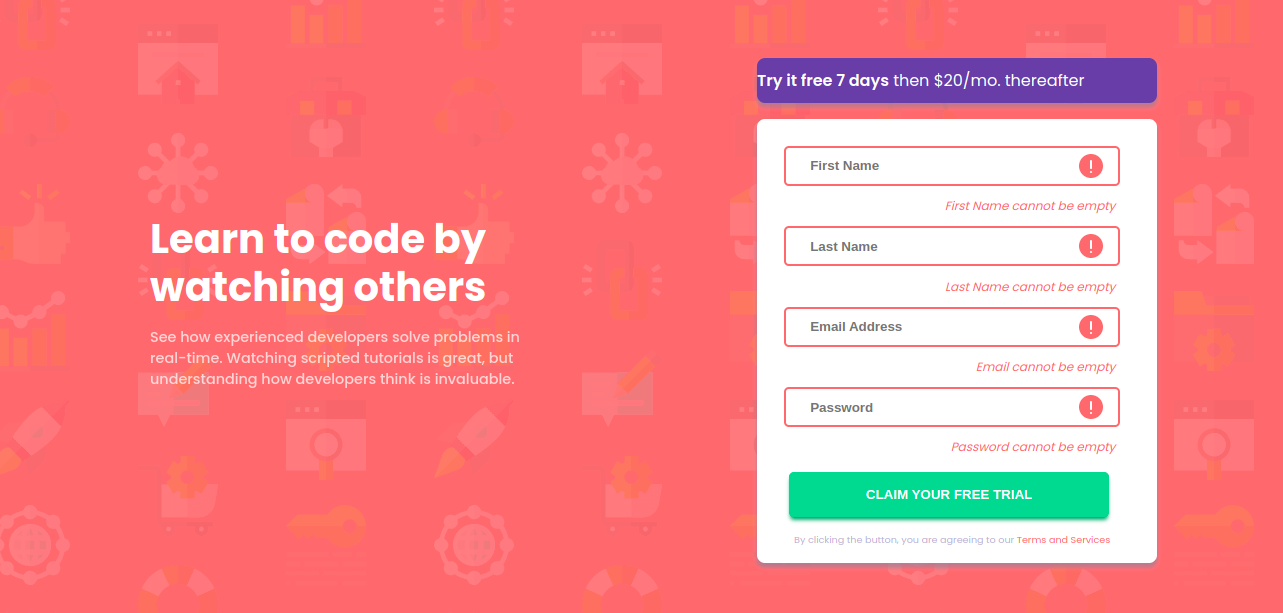 Learn to code by
watching others
See how experienced developers solve problems in
real-time. Watching scripted tutorials is great, but
understanding how developers think is invaluable.
Try it free 7 days then $20/mo. thereafter
First Name
First Name cannot be empty
Last Name
Last Name cannot be empty
Email Address
Email cannot be empty
Password
Password cannot be empty
CLAIM YOUR FREE TRIAL
By clicking the button, you are agreeing to our Terms and Services